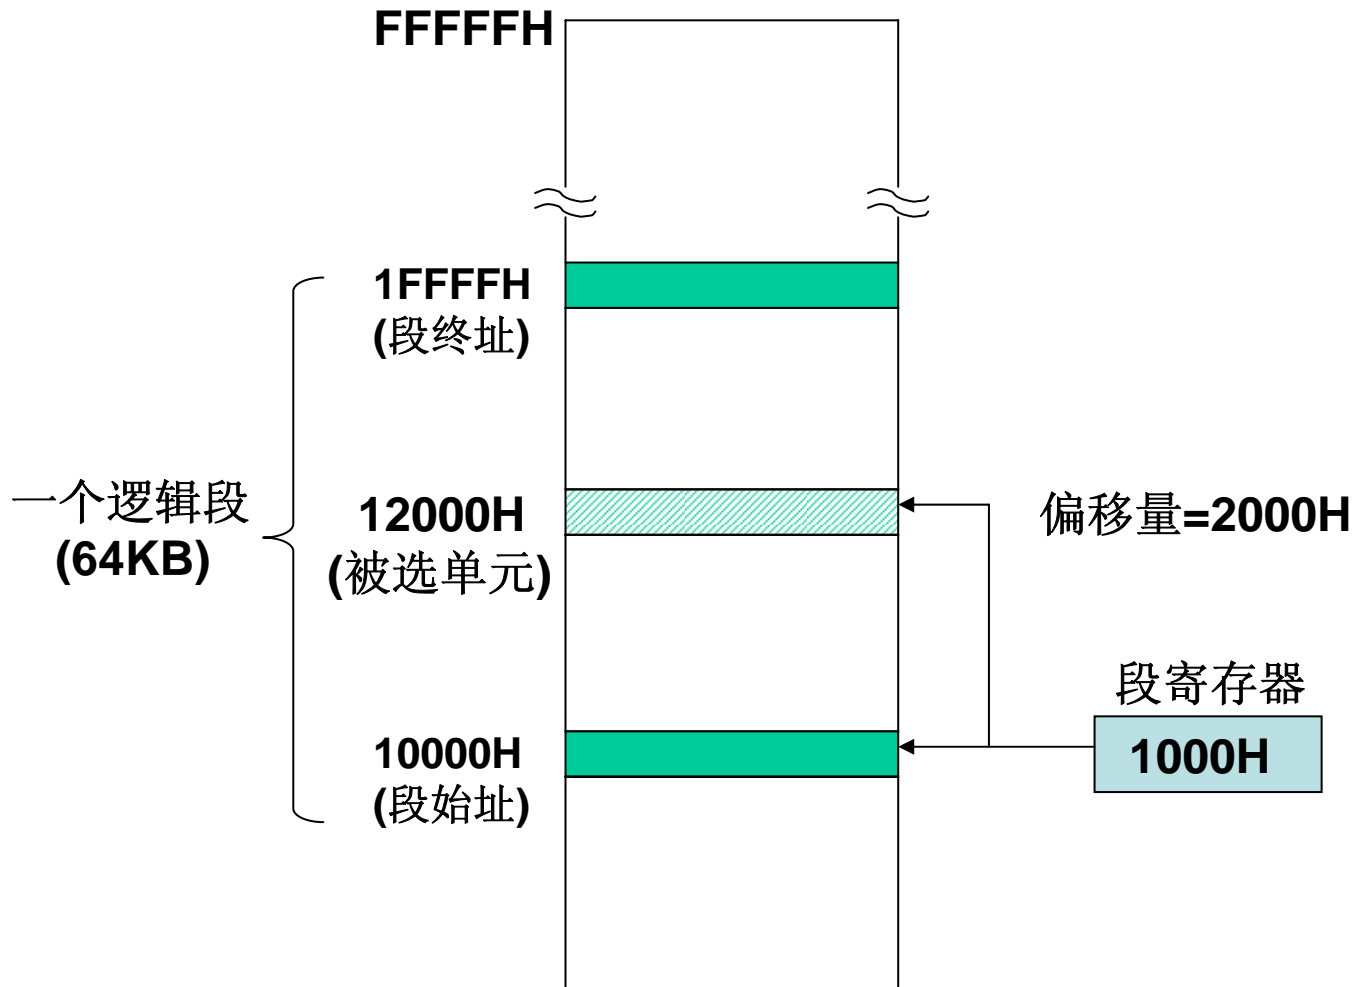 FFFFFH
1FFFFH
(段终址)
一个逻辑段
(64KB)
12000H
(被选单元)
偏移量=2000H
段寄存器
1000H
10000H
(段始址)